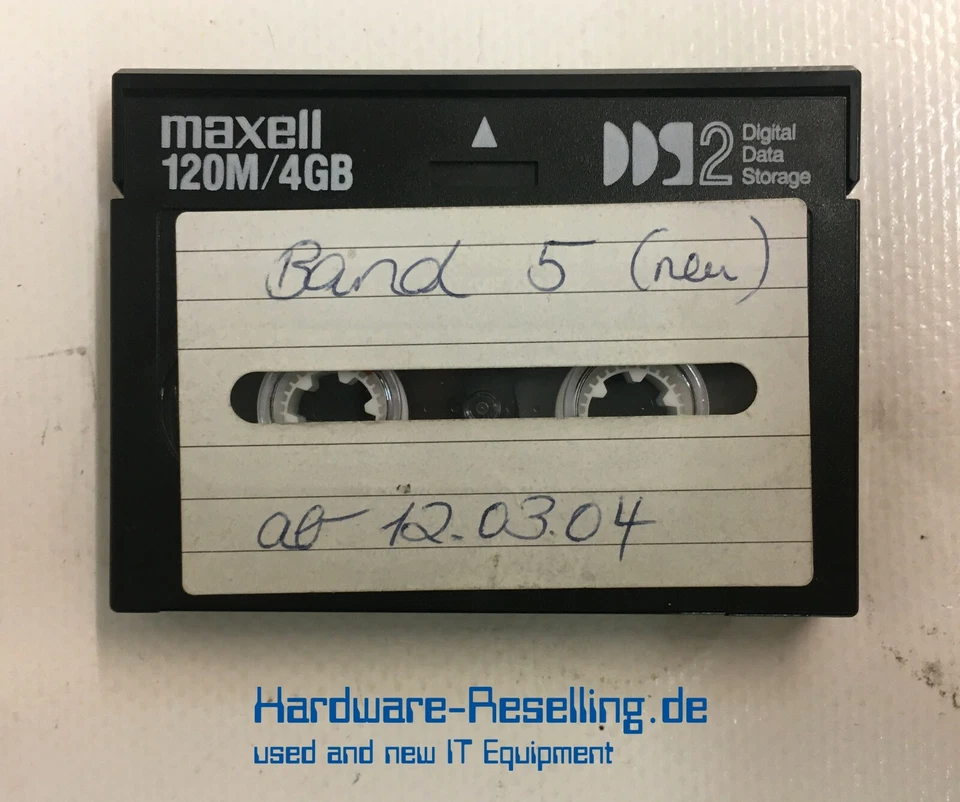 maxell
120M/4GB
DDS2 Digital
Data
Storage
Band 5 (neu)
ab 12.03.04
Hardware-Reselling.de
used and new IT Equipment